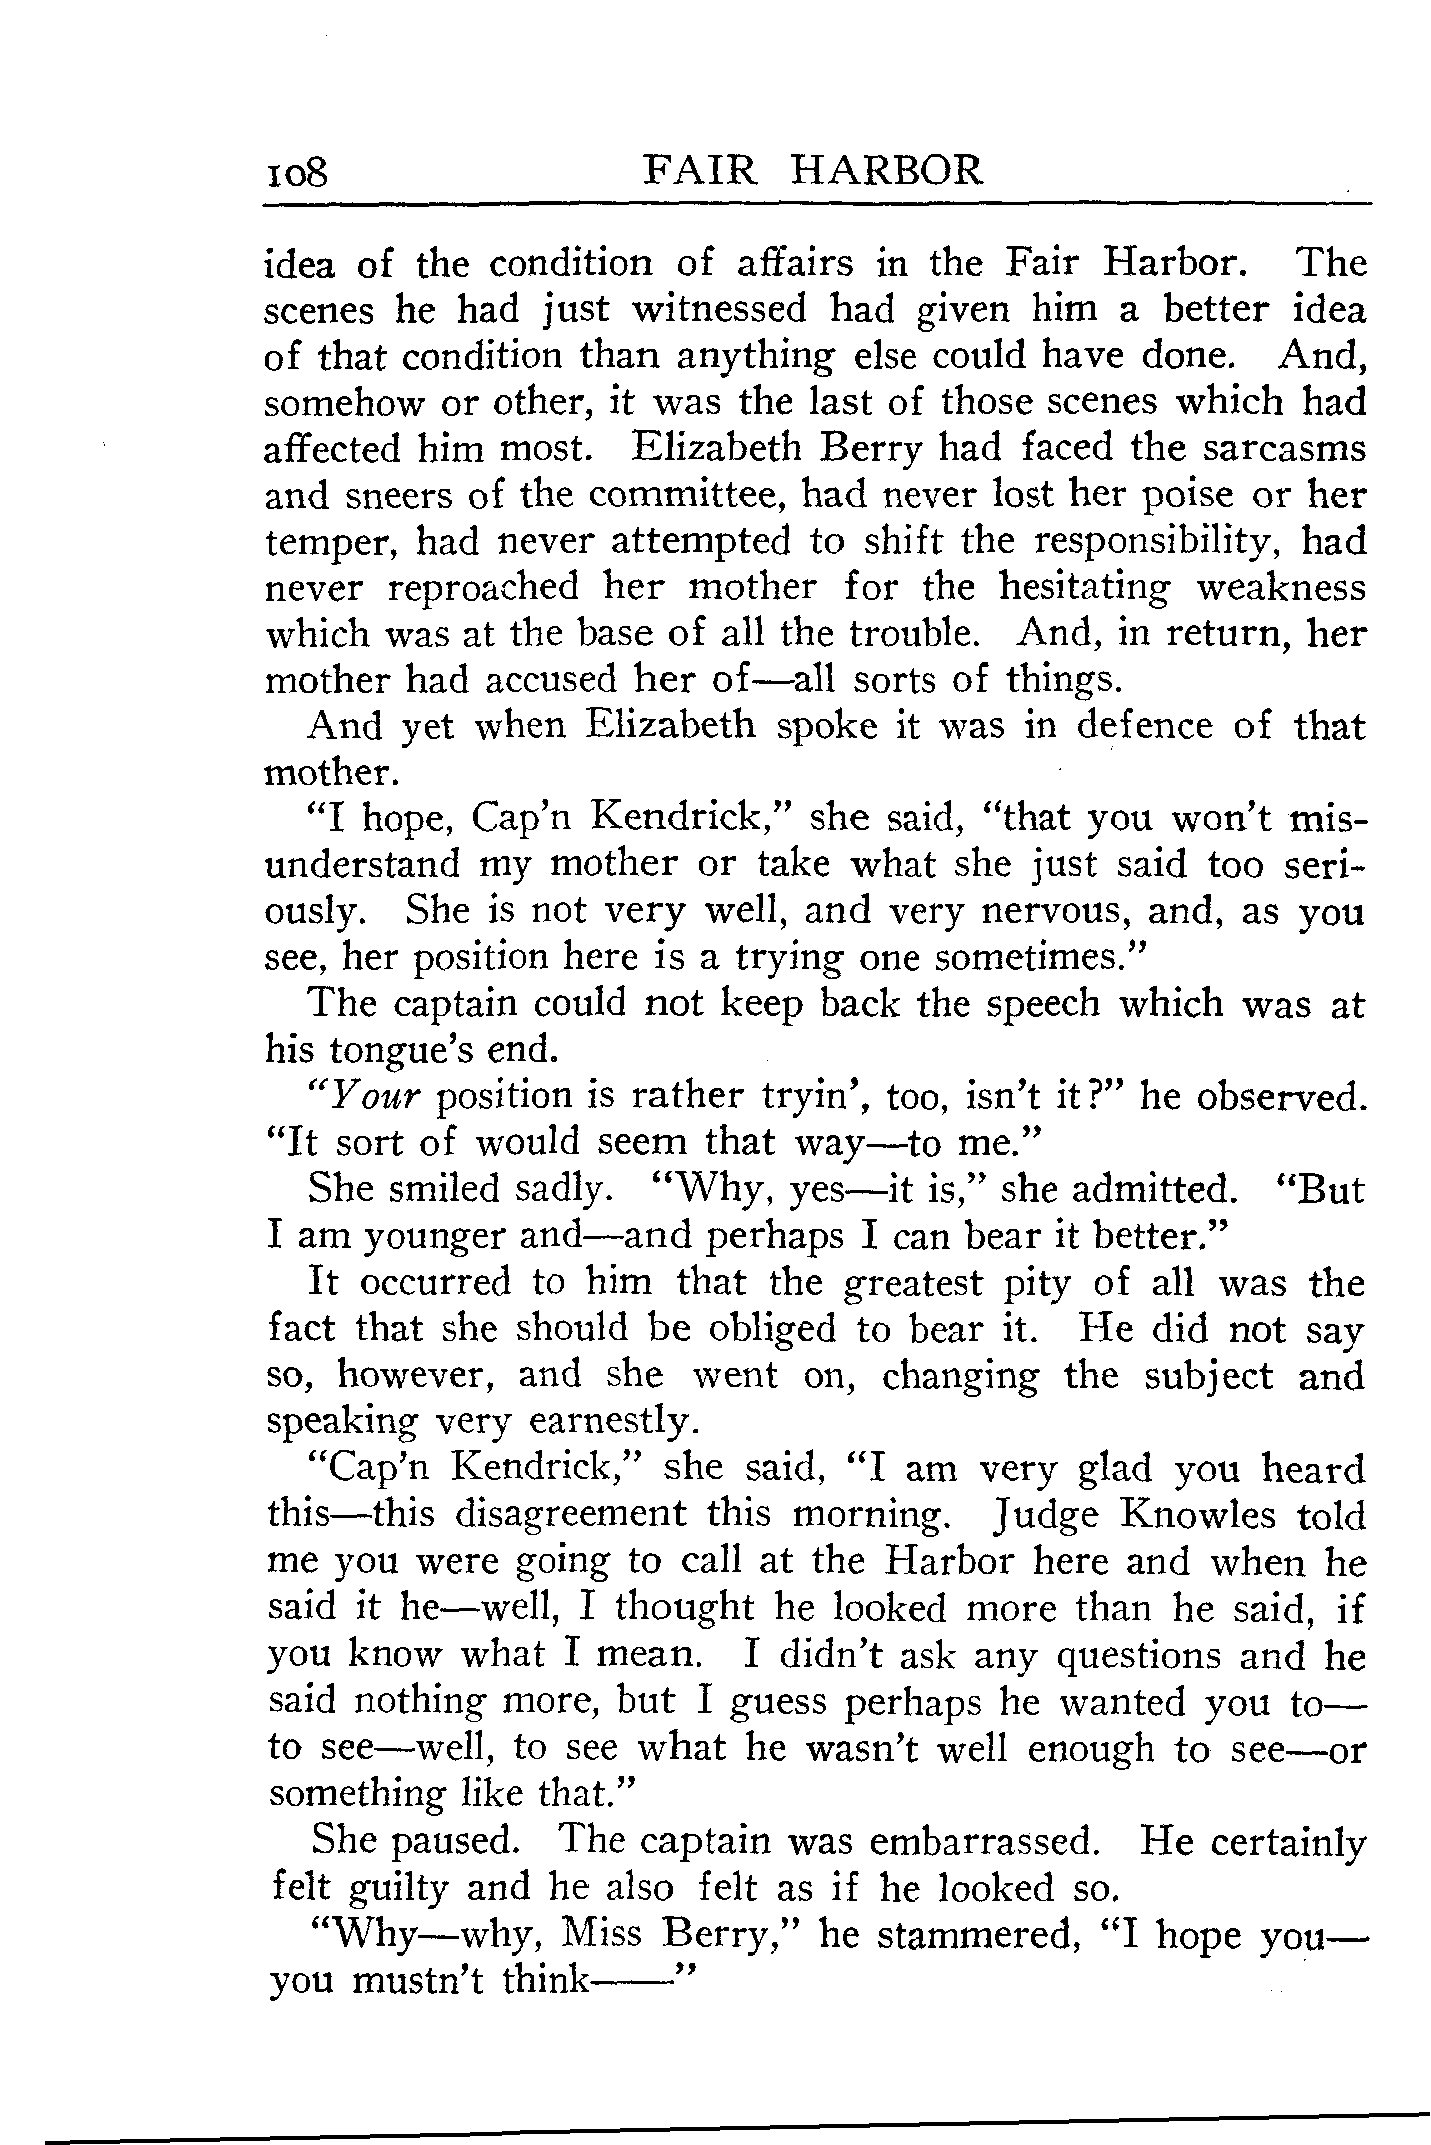 108 FAIR HARBOR
idea of the condition of affairs in the Fair Harbor. The
scenes he had just witnessed had given him a better idea
of that condition than anything else could have done. And,
somehow or other, it was the last of those scenes which had
affected him most. Elizabeth Berry had faced the sarcasms
and sneers of the committee, had never lost her poise or her
temper, had never attempted to shift the responsibility, had
never reproached her mother for the hesitating weakness
which was at the base of all the trouble. And, in return, her
mother had accused her of—all sorts of things.
And yet when Elizabeth spoke it was in defence of that
mother.
“I hope, Cap’n Kendrick,” she said, “that you won’t mis-
understand my mother or take what she just said too seri-
ously. She is not very well, and very nervous, and, as you
see, her position here is a trying one sometimes.”
The captain could not keep back the speech which was at
his tongue’s end.
“Your position is rather tryin’, too, isn’t it?” he observed.
“It sort of would seem that way—to me.”
She smiled sadly. “Why, yes—it is,” she admitted. “But
I am younger and—and perhaps I can bear it better.”
It occurred to him that the greatest pity of all was the
fact that she should be obliged to bear it. He did not say
so, however, and she went on, changing the subject and
speaking very earnestly.
“Cap’n Kendrick,” she said, “I am very glad you heard
this—this disagreement this morning. Judge Knowles told
me you were going to call at the Harbor here and when he
said it he—well, I thought he looked more than he said, if
you know what I mean. I didn’t ask any questions and he
said nothing more, but I guess perhaps he wanted you to—
to see—well, to see what he wasn’t well enough to see—or
something like that.”
She paused. The captain was embarrassed. He certainly
felt guilty and he also felt as if he looked so.
“Why—why, Miss Berry,” he stammered, “I hope you—
you mustn’t think——”